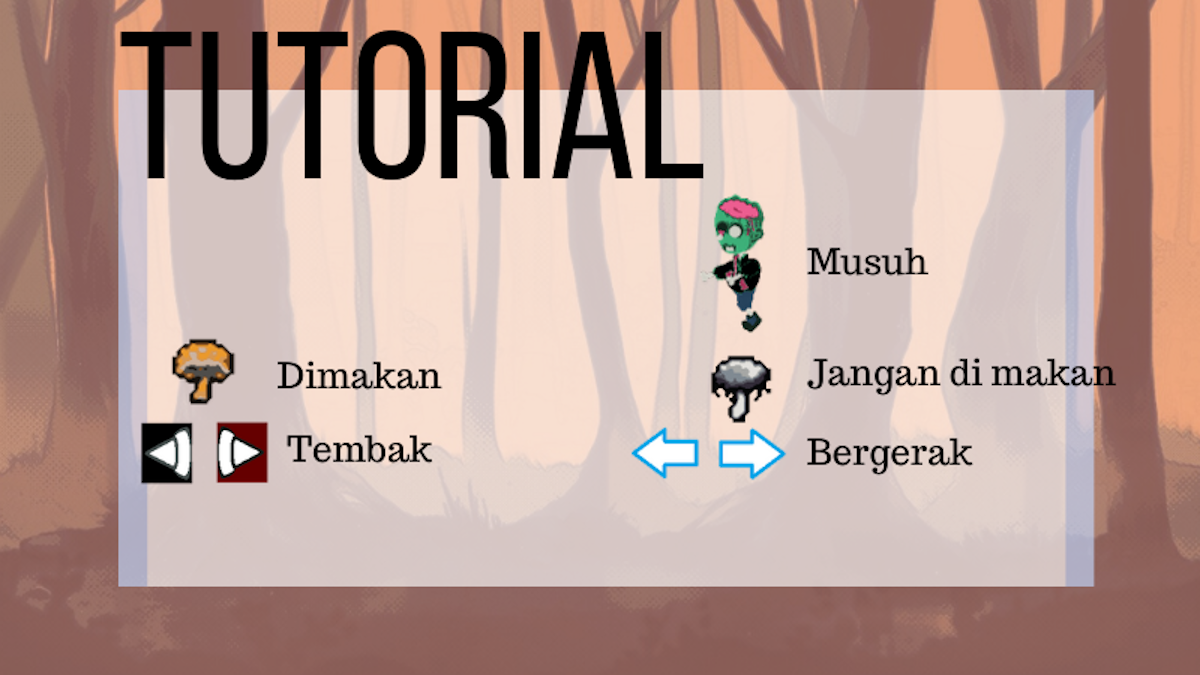 TUTORIAL
Musuh
Dimakan
Jangan di makan
Tembak
Bergerak